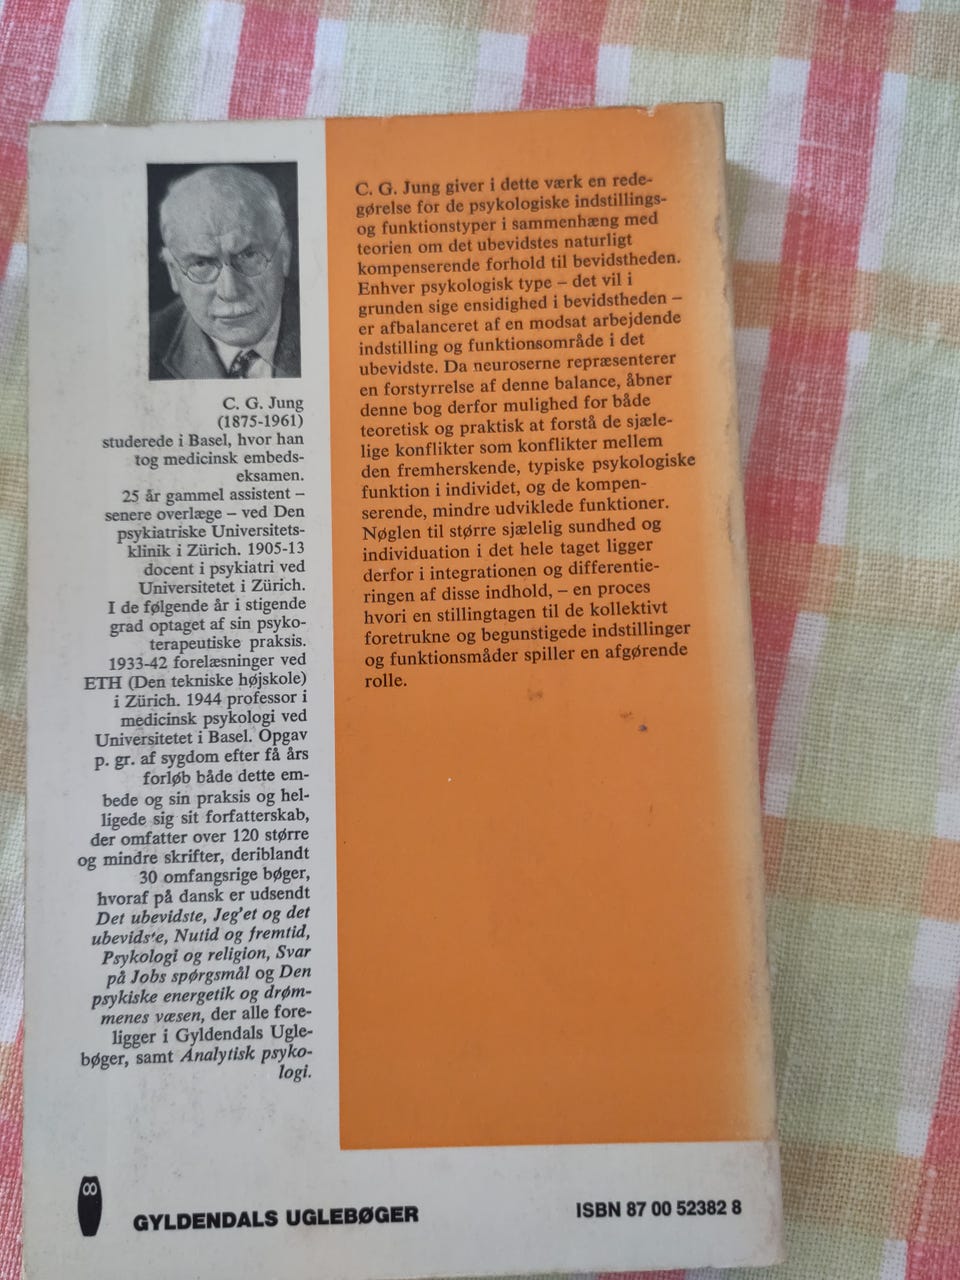 C. G. Jung
(1875-1961)
studerede i Basel, hvor han
tog medicinsk embeds-
eksamen.
25 år gammel assistent –
senere overlæge – ved Den
psykiatriske Universitets-
klinik i Zürich. 1905-13
docent i psykiatri ved
Universitetet i Zürich.
I de følgende år i stigende
grad optaget af sin psyko-
terapeutiske praksis.
1933-42 forelæsninger ved
ETH (Den tekniske højskole)
i Zürich. 1944 professor i
medicinsk psykologi ved
Universitetet i Basel. Opgav
p. gr. af sygdom efter få års
forløb både dette em-
bede og sin praksis og hel-
ligede sig sit forfatterskab,
der omfatter over 120 større
og mindre skrifter, deriblandt
30 omfangsrige bøger,
hvoraf på dansk er udsendt
Det ubevidste, Jeg'et og det
ubevidste, Nutid og fremtid,
Psykologi og religion, Svar
på Jobs spørgsmål og Den
psykiske energetik og drøm-
menes væsen, der alle fore-
ligger i Gyldendals Ugle-
bøger, samt Analytisk psyko-
logi.
C. G. Jung giver i dette værk en rede-
gørelse for de psykologiske indstillings-
og funktionstyper i sammenhæng med
teorien om det ubevidstes naturligt
kompenserende forhold til bevidstheden.
Enhver psykologisk type – det vil i
grunden sige ensidighed i bevidstheden –
er afbalanceret af en modsat arbejdende
indstilling og funktionsområde i det
ubevidste. Da neuroserne repræsenterer
en forstyrrelse af denne balance, åbner
denne bog derfor mulighed for både
teoretisk og praktisk at forstå de sjæle-
lige konflikter som konflikter mellem
den fremherskende, typiske psykologiske
funktion i individet, og de kompen-
serende, mindre udviklede funktioner.
Nøglen til større sjælelig sundhed og
individuation i det hele taget ligger
derfor i integrationen og differentie-
ringen af disse indhold, – en proces
hvori en stillingtagen til de kollektivt
foretrukne og begunstigede indstillinger
og funktionsmåder spiller en afgørende
rolle.
GYLDENDALS UGLEBØGER
ISBN 87 00 52382 8